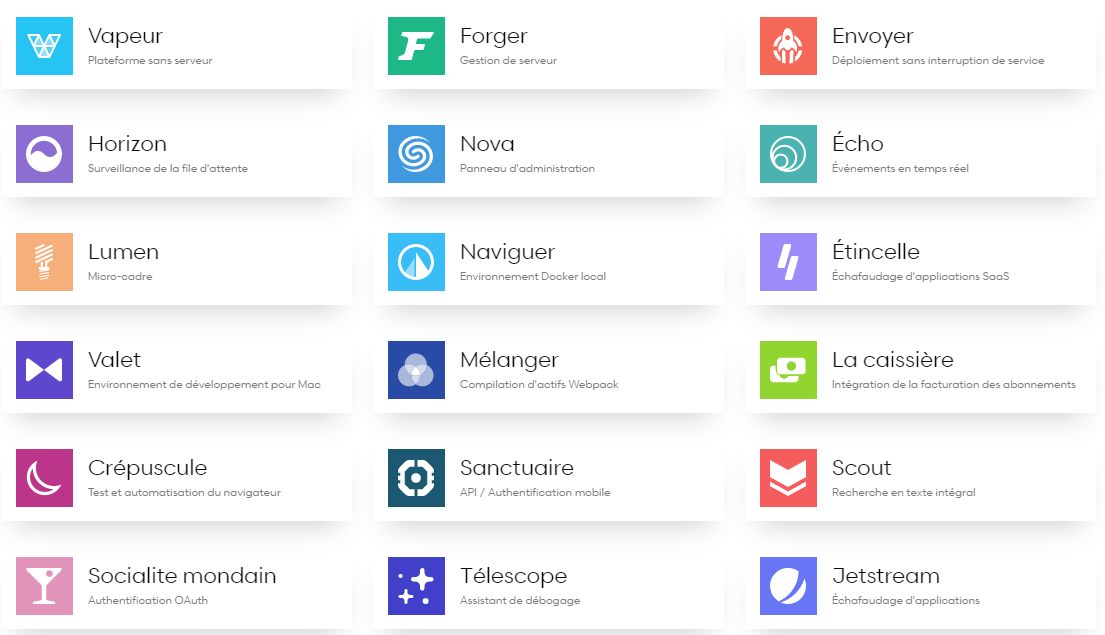 Vapeur
Plateforme sans serveur
Forger
Gestion de serveur
Envoyer
Déploiement sans interruption de service
Horizon
Surveillance de la file d'attente
Nova
Panneau d'administration
Écho
Événements en temps réel
Lumen
Micro-cadre
Naviguer
Environnement Docker local
Étincelle
Échafaudage d'applications SaaS
Valet
Environnement de développement pour Mac
Mélanger
Compilation d'actifs Webpack
La caissière
Intégration de la facturation des abonnements
Crépuscule
Test et automatisation du navigateur
Sanctuaire
API / Authentification mobile
Scout
Recherche en texte intégral
Socialite mondain
Authentification OAuth
Télescope
Assistant de débogage
Jetstream
Échafaudage d'applications